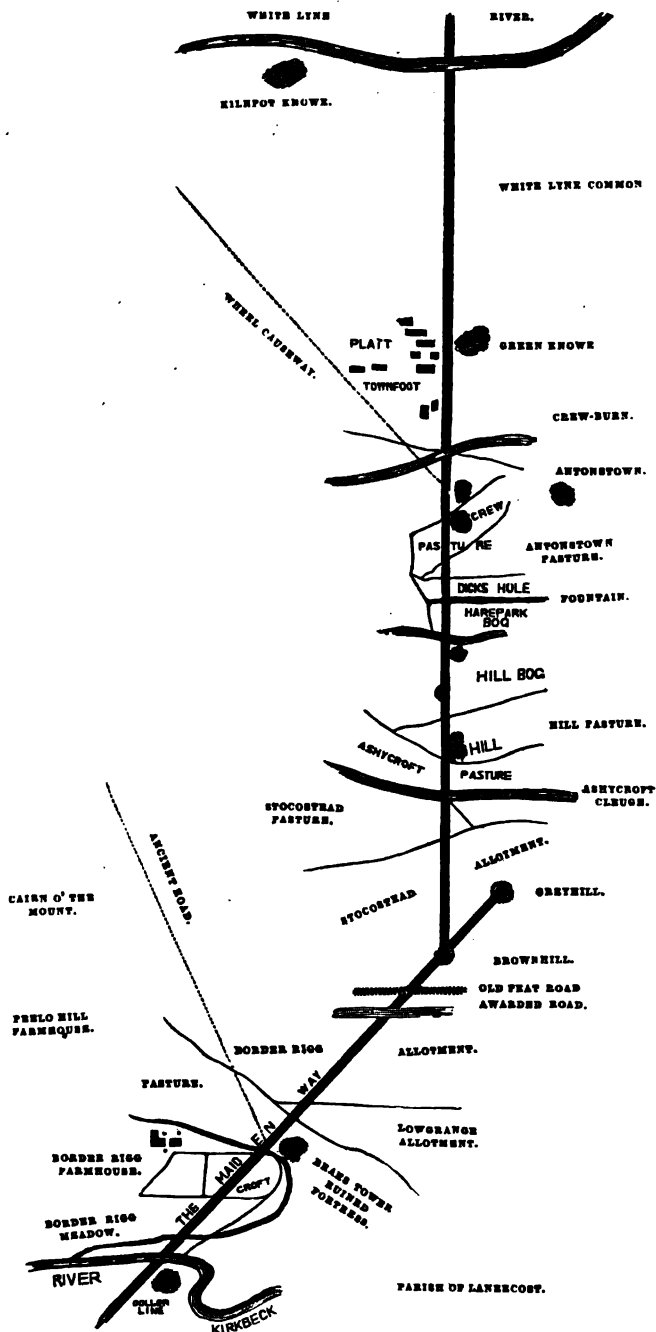 WHITE LYNE RIVER.
KILNPOT KNOWE.
WHITE LYNE COMMON
WHEEL CAUSEWAY.
PLATT
GREEN KNOWE
TOWNFOOT
CREW-BURN.
ANTONSTOWN.
CREW
PASTURE
ANTONSTOWN
PASTURE.
DICKS HOLE
FOUNTAIN.
HAREPARK
BOG
HILL BOG
HILL PASTURE.
ASHYCROFT
HILL
PASTURE
ASHYCROFT
CLEUGH.
STOCOSTEAD
PASTURE.
ANCIENT ROAD.
ALLOTMENT.
STOCOSTEAD
GREYHILL.
CAIRN O' THE
MOUNT.
BROWNHILL.
OLD PEAT ROAD
AWARDED ROAD.
PRELO HILL
FARMHOUSE.
BORDER RIGG
ALLOTMENT.
PASTURE.
THE MAIDEN WAY
LOWGRANGE
ALLOTMENT.
BORDER RIGG
FARMHOUSE.
CROFT
BRAES TOWER
RUINED
FORTRESS.
BORDER RIGG
MEADOW.
RIVER
DOLLER
LINE
KIRKBECK
PARISH OF LANERCOST.